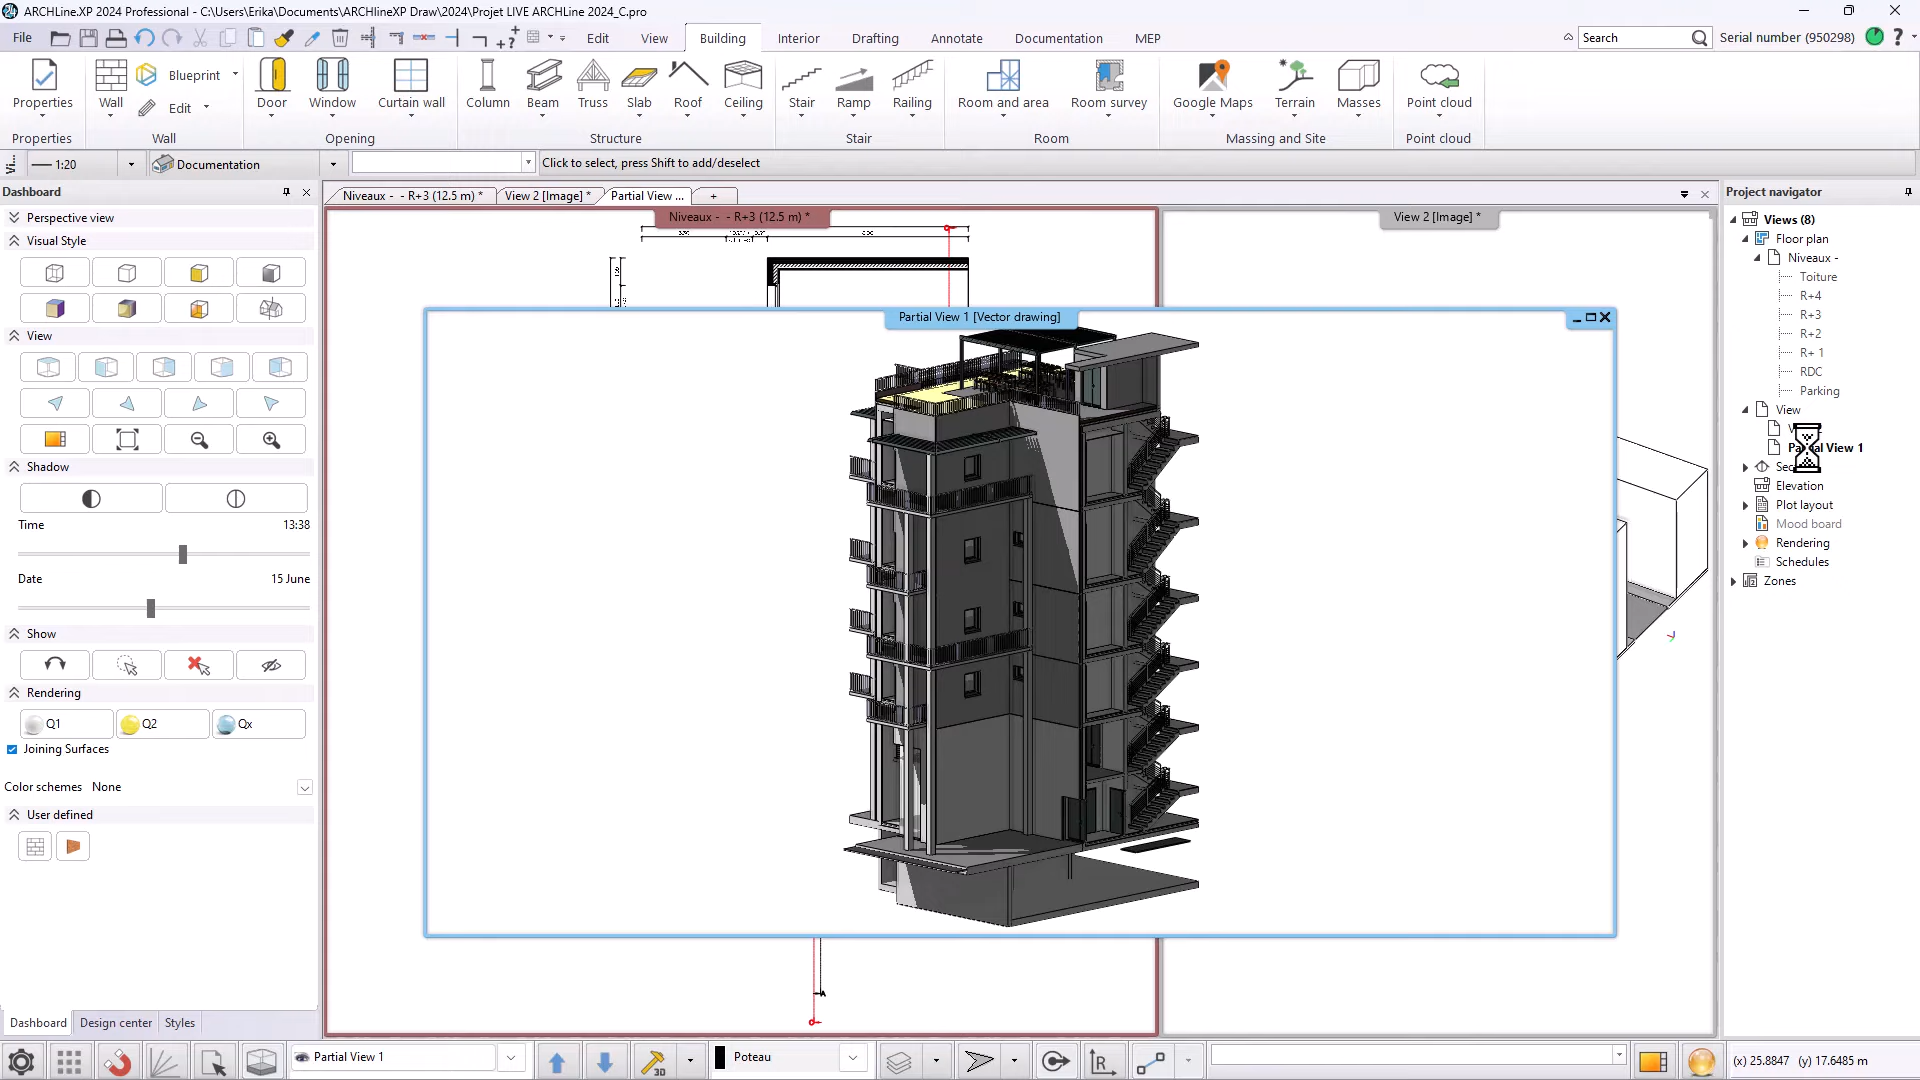 ARCHLine.XP 2024 Professional - C:\Users\Erika\Documents\ARCHlineXP Draw\2024\Projet LIVE ARCHLine 2024_C.pro
File Edit View Building Interior Drafting Annotate Documentation MEP Search Serial number (950298) ?
Properties Wall Blueprint Edit Door Window Curtain wall Column Beam Truss Slab Roof Ceiling Stair Ramp Railing Room and area Room survey Google Maps Terrain Masses Point cloud
Properties Wall Opening Structure Stair Room Massing and Site Point cloud
1:20 Documentation Click to select, press Shift to add/deselect
Dashboard
Niveaux - - R+3 (12.5 m) * View 2 [Image] * Partial View ... +
Project navigator
Perspective view
Visual Style
View
Shadow
Time 13:38
Date 15 June
Show
Rendering
Q1 Q2 Qx
Joining Surfaces
Color schemes None
User defined
Dashboard Design center Styles
Niveaux - - R+3 (12.5 m) *
View 2 [Image] *
Partial View 1 [Vector drawing]
A
Views (8)
Floor plan
Niveaux -
Toiture
R+4
R+3
R+2
R+ 1
RDC
Parking
View
Partial View 1
Elevation
Plot layout
Mood board
Rendering
Schedules
Zones
Partial View 1 3D Poteau R (x) 25.8847 (y) 17.6485 m